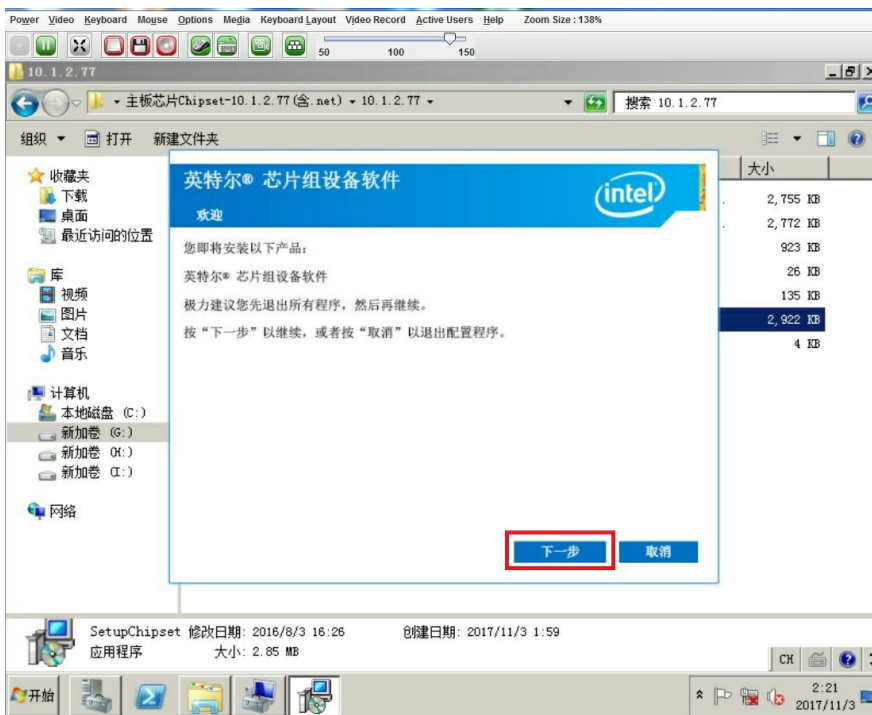 Power Video Keyboard Mouse Options Media Keyboard Layout Video Record Active Users Help Zoom Size : 138%
50 100 150
10.1.2.77
主板芯片Chipset-10.1.2.77(含.net) 10.1.2.77 搜索 10.1.2.77
组织 打开 新建文件夹
大小
收藏夹
下载
桌面
最近访问的位置
库
视频
图片
文档
音乐
计算机
本地磁盘 (C:)
新加卷 (G:)
新加卷 (H:)
新加卷 (I:)
网络
英特尔® 芯片组设备软件
欢迎
intel
您即将安装以下产品:
英特尔® 芯片组设备软件
极力建议您先退出所有程序,然后再继续。
按“下一步”以继续,或者按“取消”以退出配置程序。
下一步 取消
2,755 KB
2,772 KB
923 KB
26 KB
135 KB
2,922 KB
4 KB
SetupChipset 修改日期: 2016/8/3 16:26 创建日期: 2017/11/3 1:59
应用程序 大小: 2.85 MB
CH
开始
2:21
2017/11/3